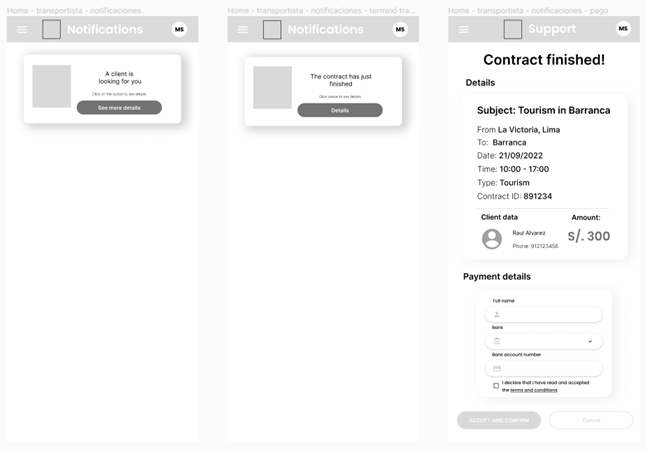 Home - transportista - notificaciones
Home - transportista - notificaciones - terminó tra...
Home - transportista - notificaciones - pago
Notifications
MS
A client is
looking for you
Click on the button to see details
See more details
Notifications
MS
The contract has just
finished
Click below to see details
Details
Support
MS
Contract finished!
Details
Subject: Tourism in Barranca
From La Victoria, Lima
To: Barranca
Date: 21/09/2022
Time: 10:00 - 17:00
Type: Tourism
Contract ID: 891234
Client data
Amount:
Raul Alvarez
Phone: 912123456
S/. 300
Payment details
Full name
Bank
Bank account number
I declare that I have read and accepted
the terms and conditions
ACCEPT AND CONFIRM
Cancel